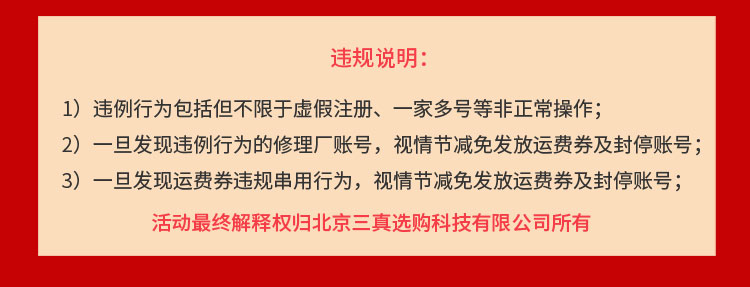 违规说明：
1）违例行为包括但不限于虚假注册、一家多号等非正常操作；
2）一旦发现违例行为的修理厂账号，视情节减免发放运费券及封停账号；
3）一旦发现运费券违规串用行为，视情节减免发放运费券及封停账号；
活动最终解释权归北京三真选购科技有限公司所有